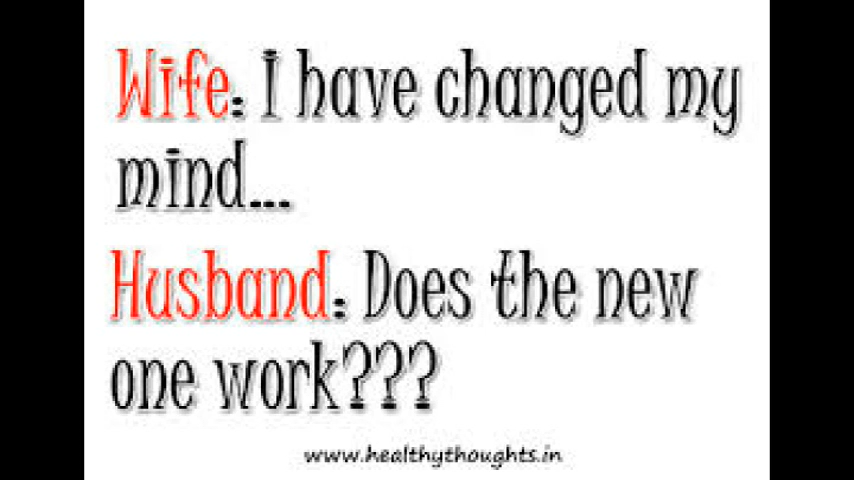 Wife: I have changed my
mind...
Husband: Does the new
one work???
www.healthythoughts.in